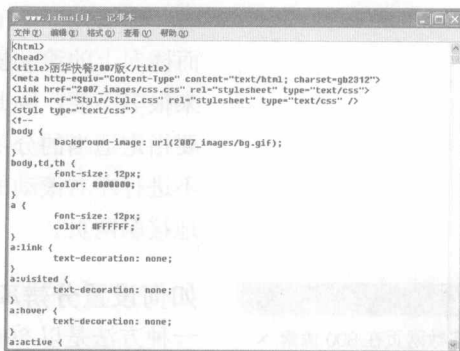 www.lihua[1] - 记事本
文件(F) 编辑(E) 格式(O) 查看(V) 帮助(H)
<html>
<head>
<title>丽华快餐2007版</title>
<meta http-equiv="Content-Type" content="text/html; charset=gb2312">
<link href="2007_images/css.css" rel="stylesheet" type="text/css">
<link href="Style/Style.css" rel="stylesheet" type="text/css" />
<style type="text/css">
<!--
body {
background-image: url(2007_images/bg.gif);
}
body,td,th {
font-size: 12px;
color: #000000;
}
a {
font-size: 12px;
color: #FFFFFF;
}
a:link {
text-decoration: none;
}
a:visited {
text-decoration: none;
}
a:hover {
text-decoration: none;
}
a:active {